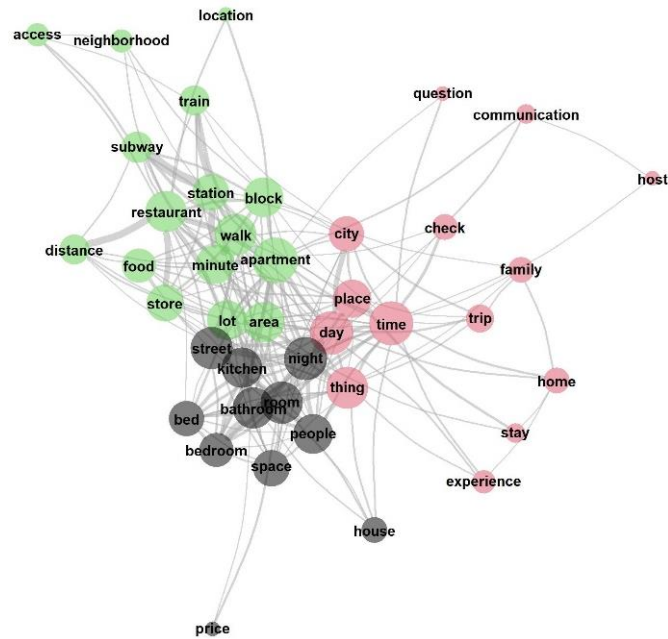 location
access
neighborhood
train
question
communication
subway
host
station
block
restaurant
walk
city
check
distance
food
minute
apartment
family
store
place
trip
lot
area
day
time
street
night
kitchen
thing
home
bed
bathroom
room
bedroom
people
stay
space
experience
house
price